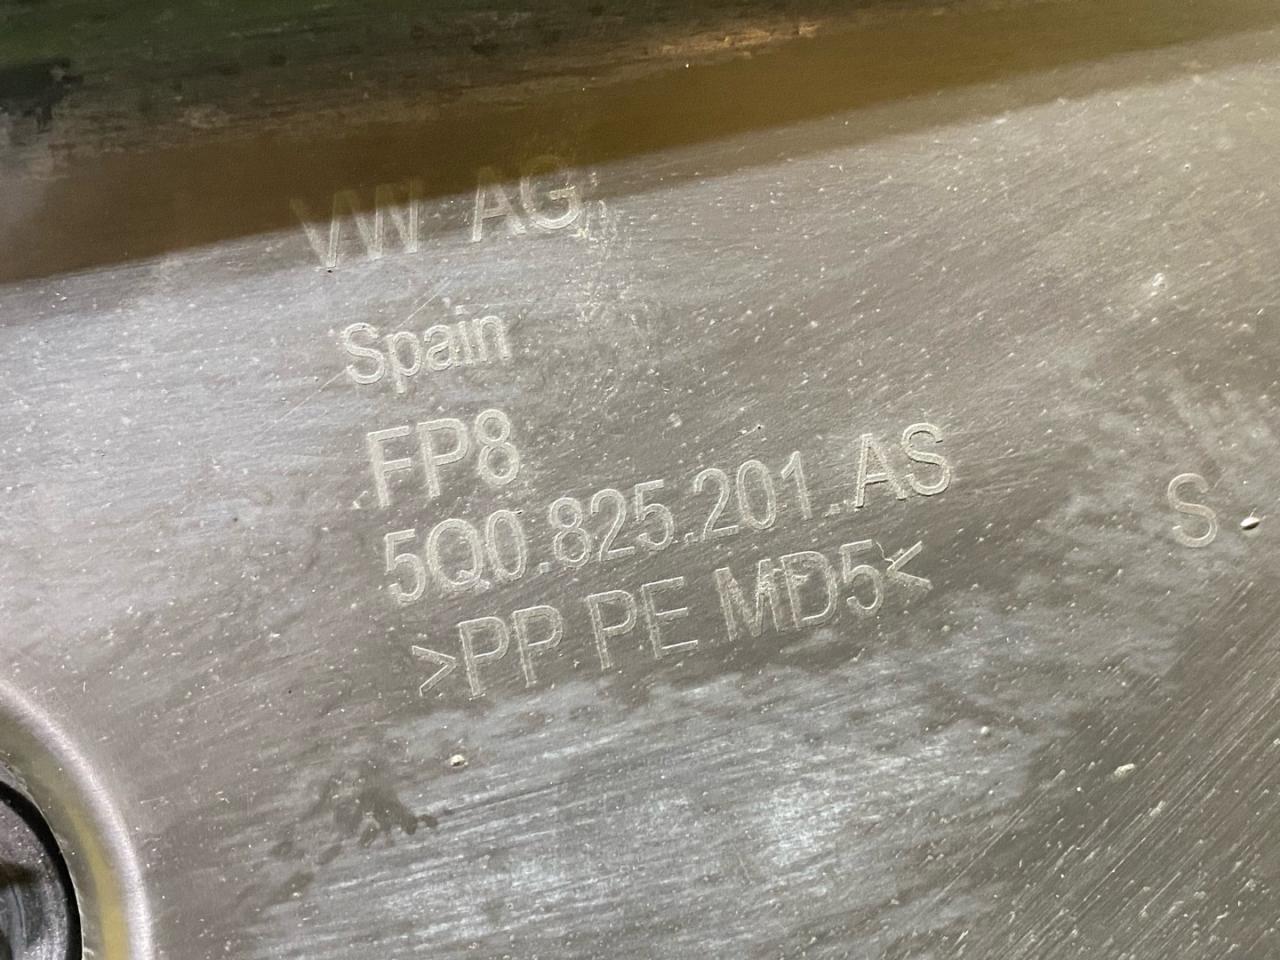 VW AG
Spain
FP8
5Q0.825.201.AS
>PP PE MD5<
S.